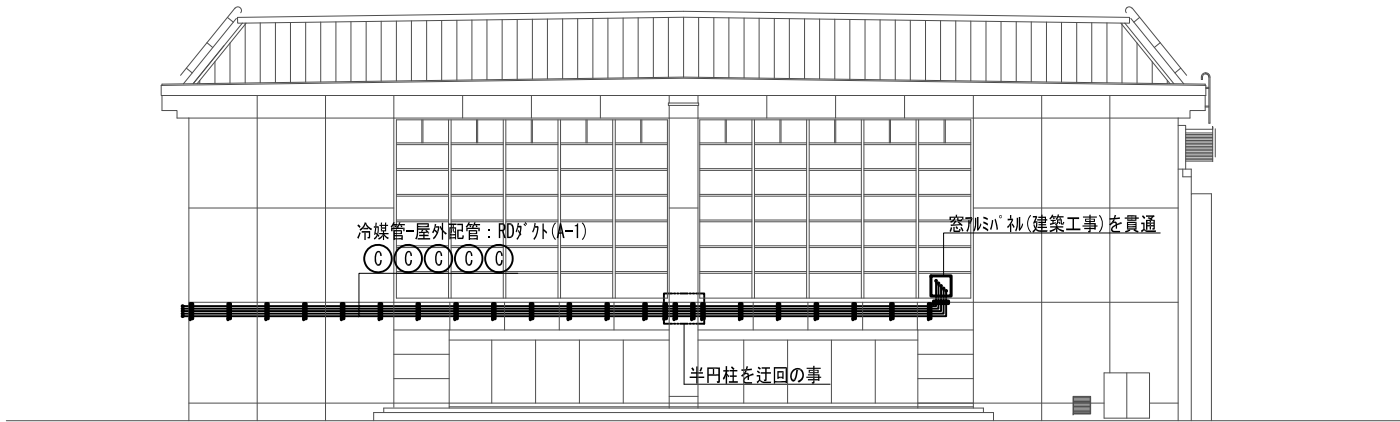 冷媒管-屋外配管：RDﾀﾞｸﾄ(A-1)
C C C C C
窓ｱﾙﾐﾊﾟﾈﾙ(建築工事)を貫通
半円柱を迂回の事